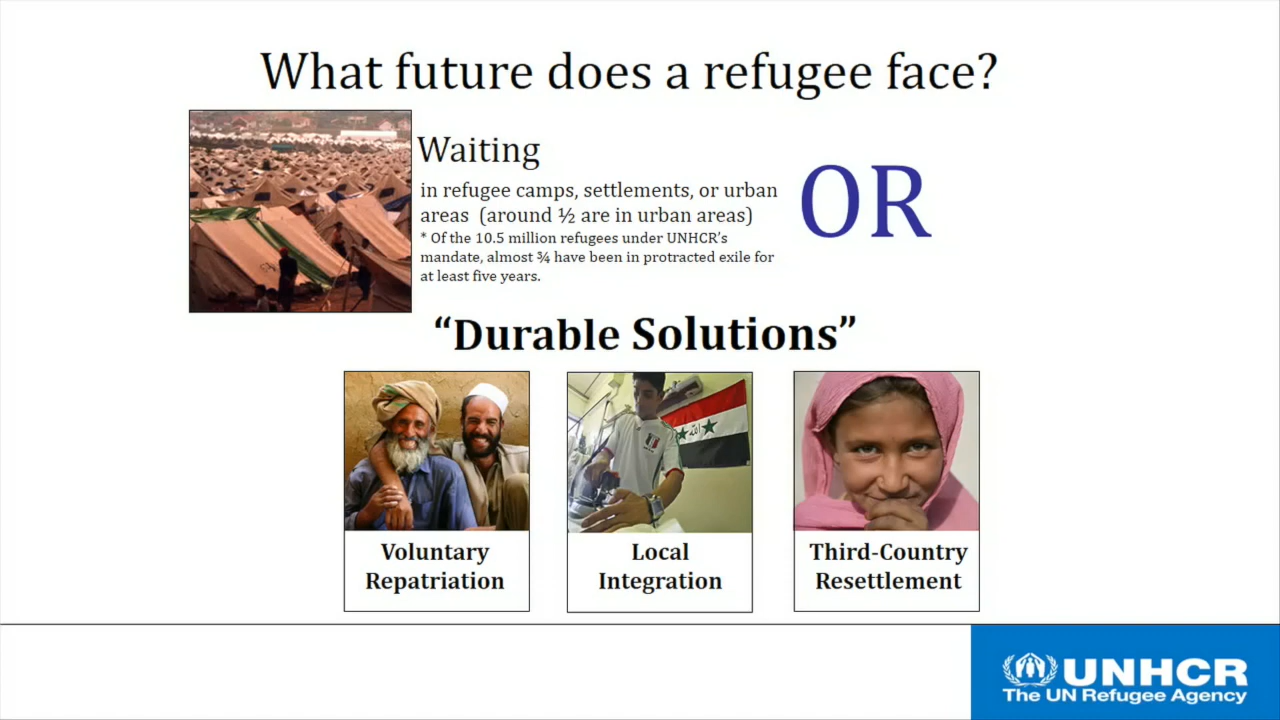 What future does a refugee face?
Waiting
in refugee camps, settlements, or urban
areas (around ½ are in urban areas)
* Of the 10.5 million refugees under UNHCR's
mandate, almost ¾ have been in protracted exile for
at least five years.
OR
“Durable Solutions”
الله
Voluntary
Repatriation
Local
Integration
Third-Country
Resettlement
UNHCR
The UN Refugee Agency